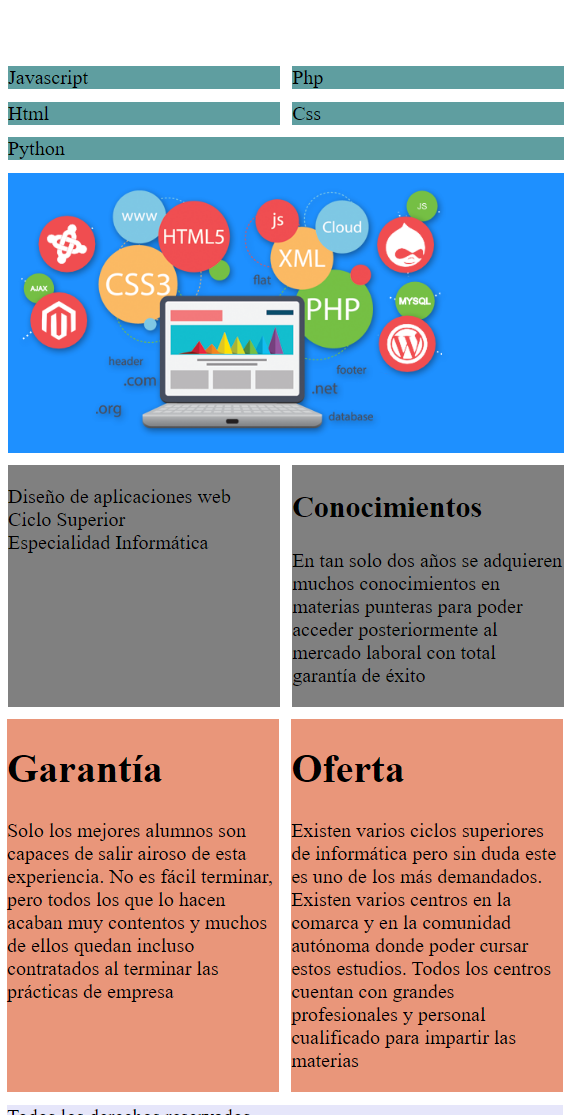 Javascript
Php
Html
Css
Python
www
HTML5
CSS3
AJAX
js
Cloud
XML
JS
flat
PHP
MYSQL
header
.com
.org
footer
.net
database
Diseño de aplicaciones web
Ciclo Superior
Especialidad Informática
Conocimientos
En tan solo dos años se adquieren
muchos conocimientos en
materias punteras para poder
acceder posteriormente al
mercado laboral con total
garantía de éxito
Garantía
Solo los mejores alumnos son
capaces de salir airoso de esta
experiencia. No es fácil terminar,
pero todos los que lo hacen
acaban muy contentos y muchos
de ellos quedan incluso
contratados al terminar las
prácticas de empresa
Oferta
Existen varios ciclos superiores
de informática pero sin duda este
es uno de los más demandados.
Existen varios centros en la
comarca y en la comunidad
autónoma donde poder cursar
estos estudios. Todos los centros
cuentan con grandes
profesionales y personal
cualificado para impartir las
materias
Todos los derechos reservados